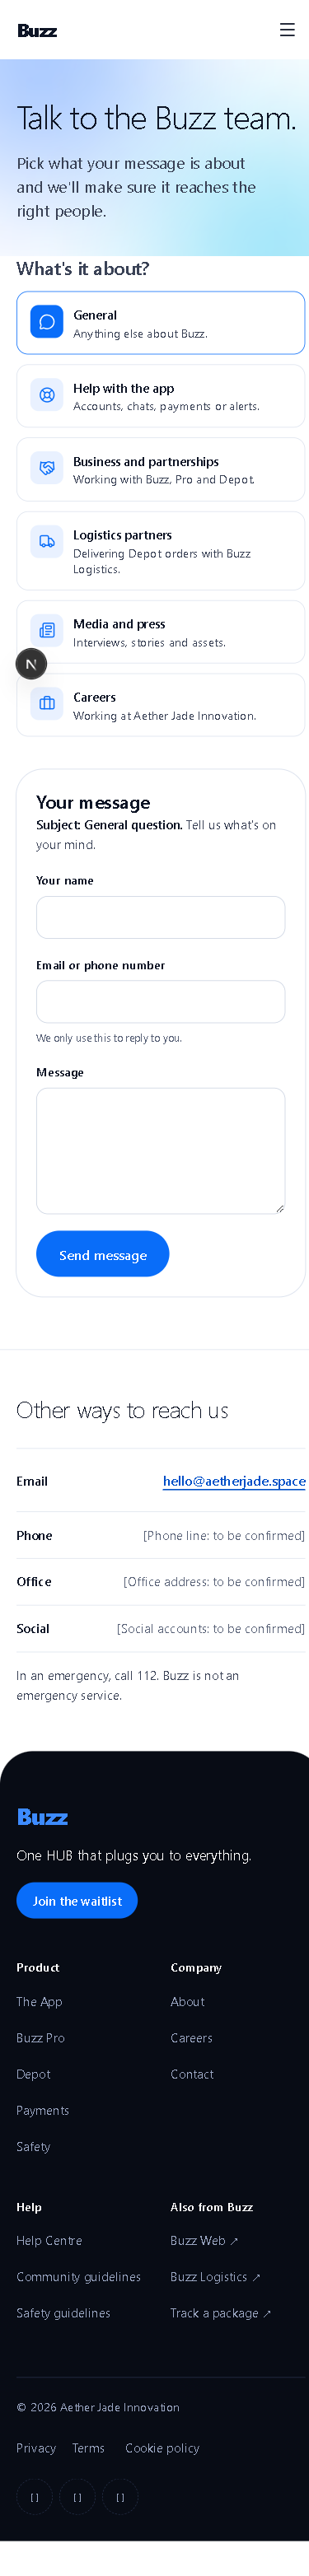 Buzz
Talk to the Buzz team.
Pick what your message is about
and we'll make sure it reaches the
right people.
What's it about?
General
Anything else about Buzz.
Help with the app
Accounts, chats, payments or alerts.
Business and partnerships
Working with Buzz, Pro and Depot.
Logistics partners
Delivering Depot orders with Buzz
Logistics.
Media and press
Interviews, stories and assets.
N
Careers
Working at Aether Jade Innovation.
Your message
Subject: General question. Tell us what's on
your mind.
Your name
Email or phone number
We only use this to reply to you.
Message
Send message
Other ways to reach us
Email hello@aetherjade.space
Phone [Phone line: to be confirmed]
Office [Office address: to be confirmed]
Social [Social accounts: to be confirmed]
In an emergency, call 112. Buzz is not an
emergency service.
Buzz
One HUB that plugs you to everything.
Join the waitlist
Product
The App
Buzz Pro
Depot
Payments
Safety
Company
About
Careers
Contact
Help
Help Centre
Community guidelines
Safety guidelines
Also from Buzz
Buzz Web ↗
Buzz Logistics ↗
Track a package ↗
© 2026 Aether Jade Innovation
Privacy Terms Cookie policy
[ ] [ ] [ ]